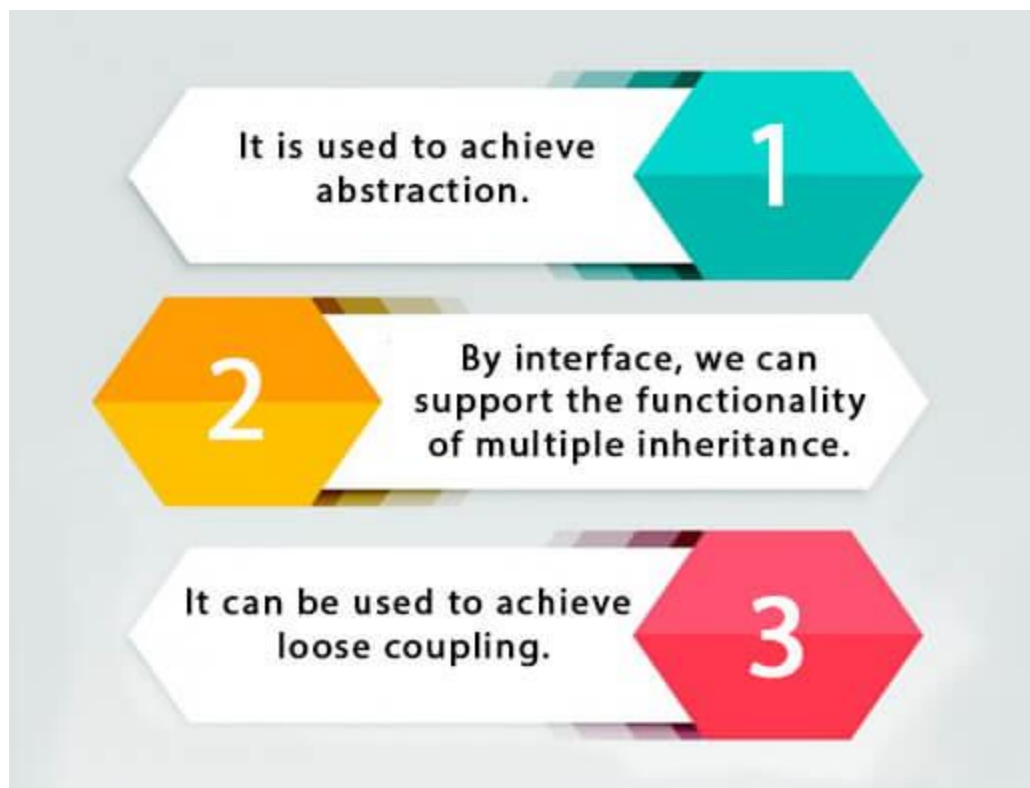 It is used to achieve
abstraction.
1
2
By interface, we can
support the functionality
of multiple inheritance.
It can be used to achieve
loose coupling.
3